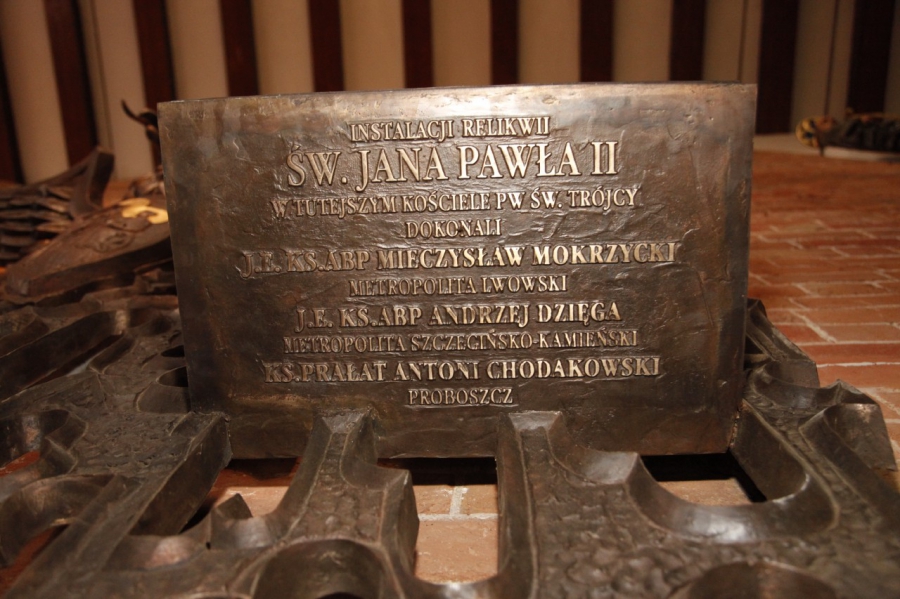 INSTALACJI RELIKWII
ŚW. JANA PAWŁA II
W TUTEJSZYM KOŚCIELE PW ŚW. TRÓJCY
DOKONALI
J.E. KS.ABP MIECZYSŁAW MOKRZYCKI
METROPOLITA LWOWSKI
J.E. KS.ABP ANDRZEJ DZIĘGA
METROPOLITA SZCZECIŃSKO-KAMIEŃSKI
KS.PRAŁAT ANTONI CHODAKOWSKI
PROBOSZCZ